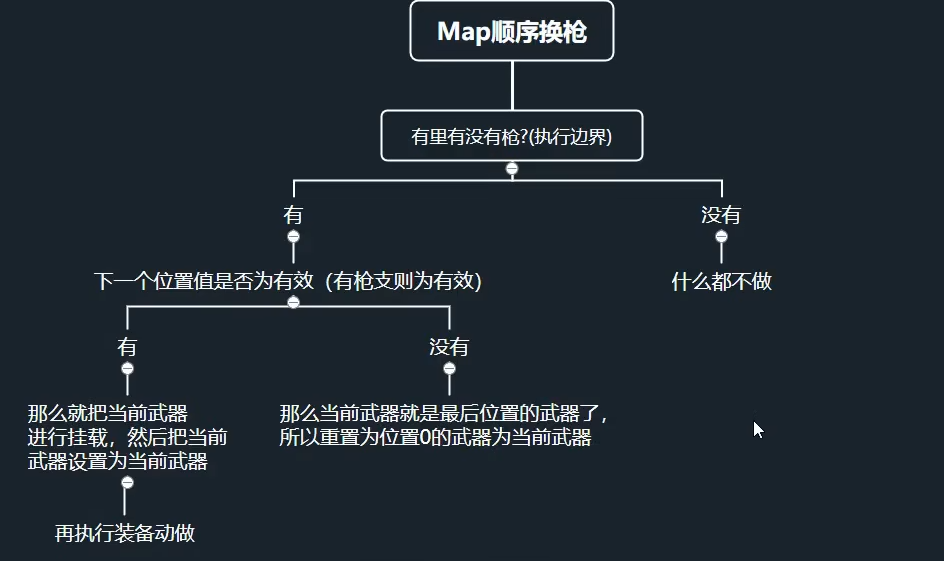 Map顺序换枪
有里有没有枪?(执行边界)
有
没有
下一个位置值是否为有效（有枪支则为有效）
什么都不做
有
没有
那么就把当前武器
进行挂载，然后把当前
武器设置为当前武器
那么当前武器就是最后位置的武器了，
所以重置为位置0的武器为当前武器
再执行装备动做